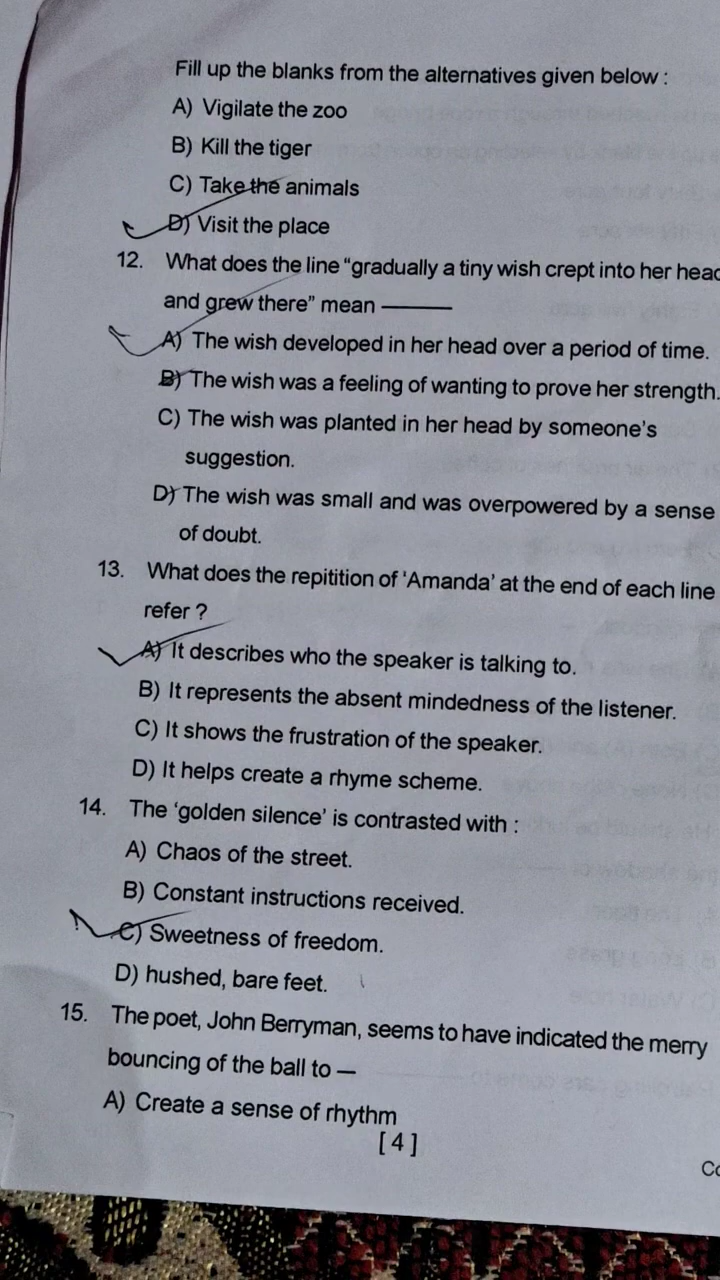 Fill up the blanks from the alternatives given below :
A) Vigilate the zoo
B) Kill the tiger
C) Take the animals
D) Visit the place
12. What does the line “gradually a tiny wish crept into her head
and grew there” mean ———
A) The wish developed in her head over a period of time.
B) The wish was a feeling of wanting to prove her strength.
C) The wish was planted in her head by someone's
suggestion.
D) The wish was small and was overpowered by a sense
of doubt.
13. What does the repitition of 'Amanda' at the end of each line
refer ?
A) It describes who the speaker is talking to.
B) It represents the absent mindedness of the listener.
C) It shows the frustration of the speaker.
D) It helps create a rhyme scheme.
14. The 'golden silence' is contrasted with :
A) Chaos of the street.
B) Constant instructions received.
C) Sweetness of freedom.
D) hushed, bare feet.
15. The poet, John Berryman, seems to have indicated the merry
bouncing of the ball to —
A) Create a sense of rhythm
[ 4 ]